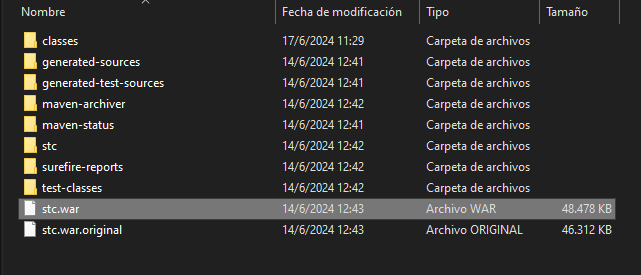 Nombre Fecha de modificación Tipo Tamaño
classes 17/6/2024 11:29 Carpeta de archivos
generated-sources 14/6/2024 12:41 Carpeta de archivos
generated-test-sources 14/6/2024 12:41 Carpeta de archivos
maven-archiver 14/6/2024 12:42 Carpeta de archivos
maven-status 14/6/2024 12:41 Carpeta de archivos
stc 14/6/2024 12:42 Carpeta de archivos
surefire-reports 14/6/2024 12:42 Carpeta de archivos
test-classes 14/6/2024 12:42 Carpeta de archivos
stc.war 14/6/2024 12:43 Archivo WAR 48.478 KB
stc.war.original 14/6/2024 12:43 Archivo ORIGINAL 46.312 KB